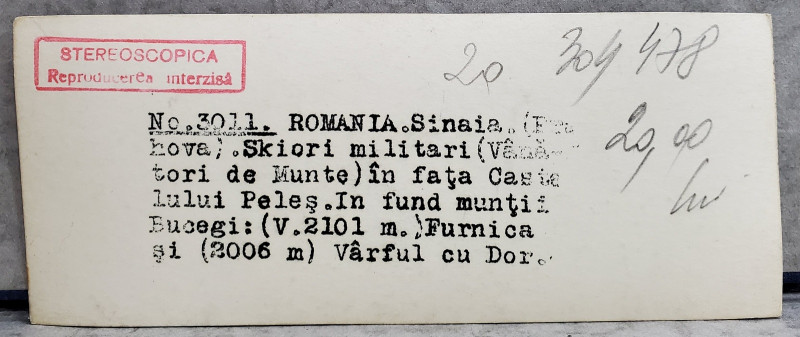 STEREOSCOPICA
Reproducerea interzisă
20 304 478
No.3011. ROMANIA.Sinaia.(Pra
hova).Skiori militari(Vână-
tori de Munte)în faţa Caste
lului Peleş.In fund munţii
Bucegi:(V.2101 m.)Furnica
şi (2006 m) Vârful cu Dor.
20,00
lei